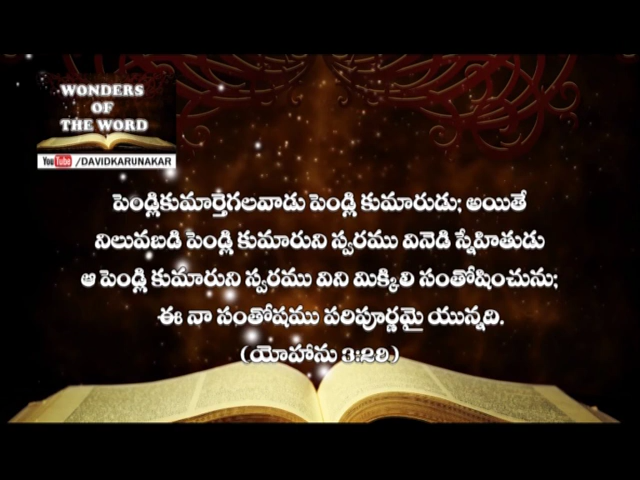 WONDERS
OF
THE WORD
YouTube /DAVIDKARUNAKAR
పెండ్లికుమార్తెగలవాడు పెండ్లి కుమారుడు; అయితే
నిలువబడి పెండ్లి కుమారుని స్వరము వినెడి స్నేహితుడు
ఆ పెండ్లి కుమారుని స్వరము విని మిక్కిలి సంతోషించును;
ఈ నా సంతోషము పరిపూర్ణమై యున్నది.
(యోహాను 3:29)